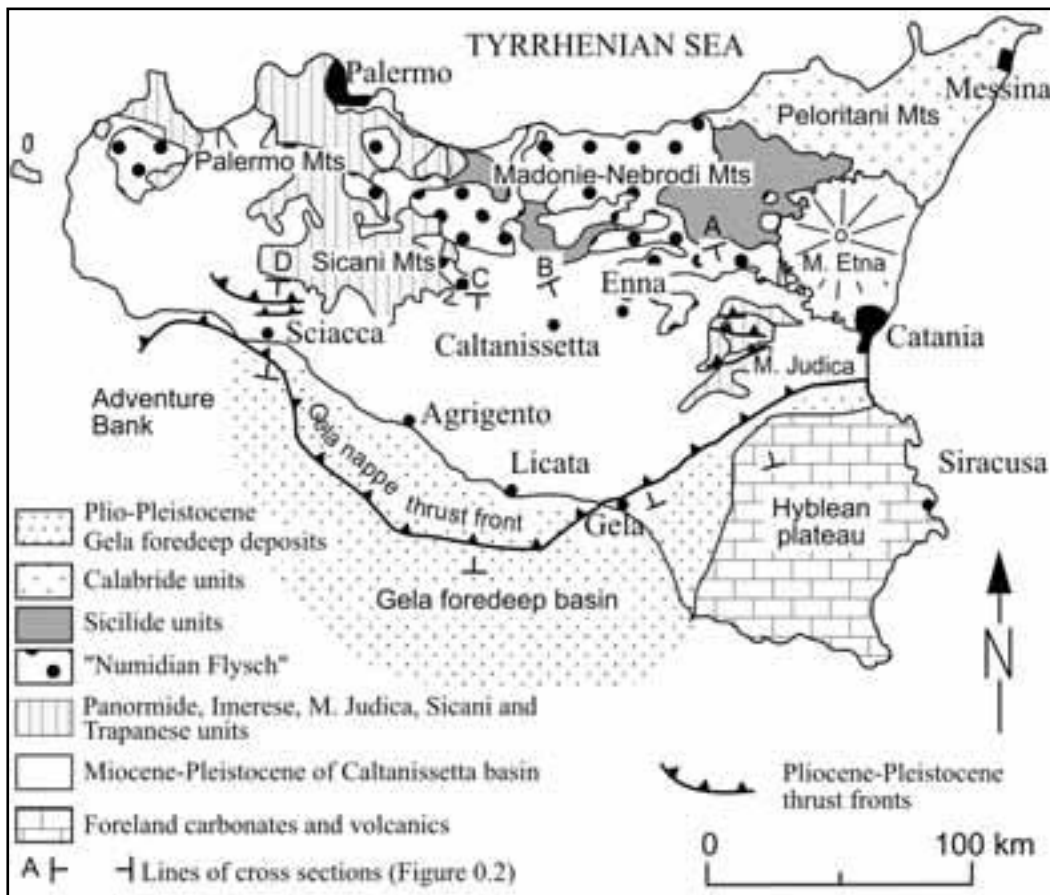 TYRRHENIAN SEA
Palermo
Messina
Peloritani Mts
Palermo Mts
Madonie-Nebrodi Mts
A
D
Sicani Mts
C
B
Enna
M. Etna
Sciacca
Caltanissetta
M. Judica
Catania
Adventure
Bank
Agrigento
Gela nappe
thrust front
Licata
Gela
Siracusa
Hyblean
plateau
Gela foredeep basin
Plio-Pleistocene
Gela foredeep deposits
Calabride units
Sicilide units
"Numidian Flysch"
Panormide, Imerese, M. Judica, Sicani and
Trapanese units
Miocene-Pleistocene of Caltanissetta basin
Foreland carbonates and volcanics
A Lines of cross sections (Figure 0.2)
N
Pliocene-Pleistocene
thrust fronts
0 100 km